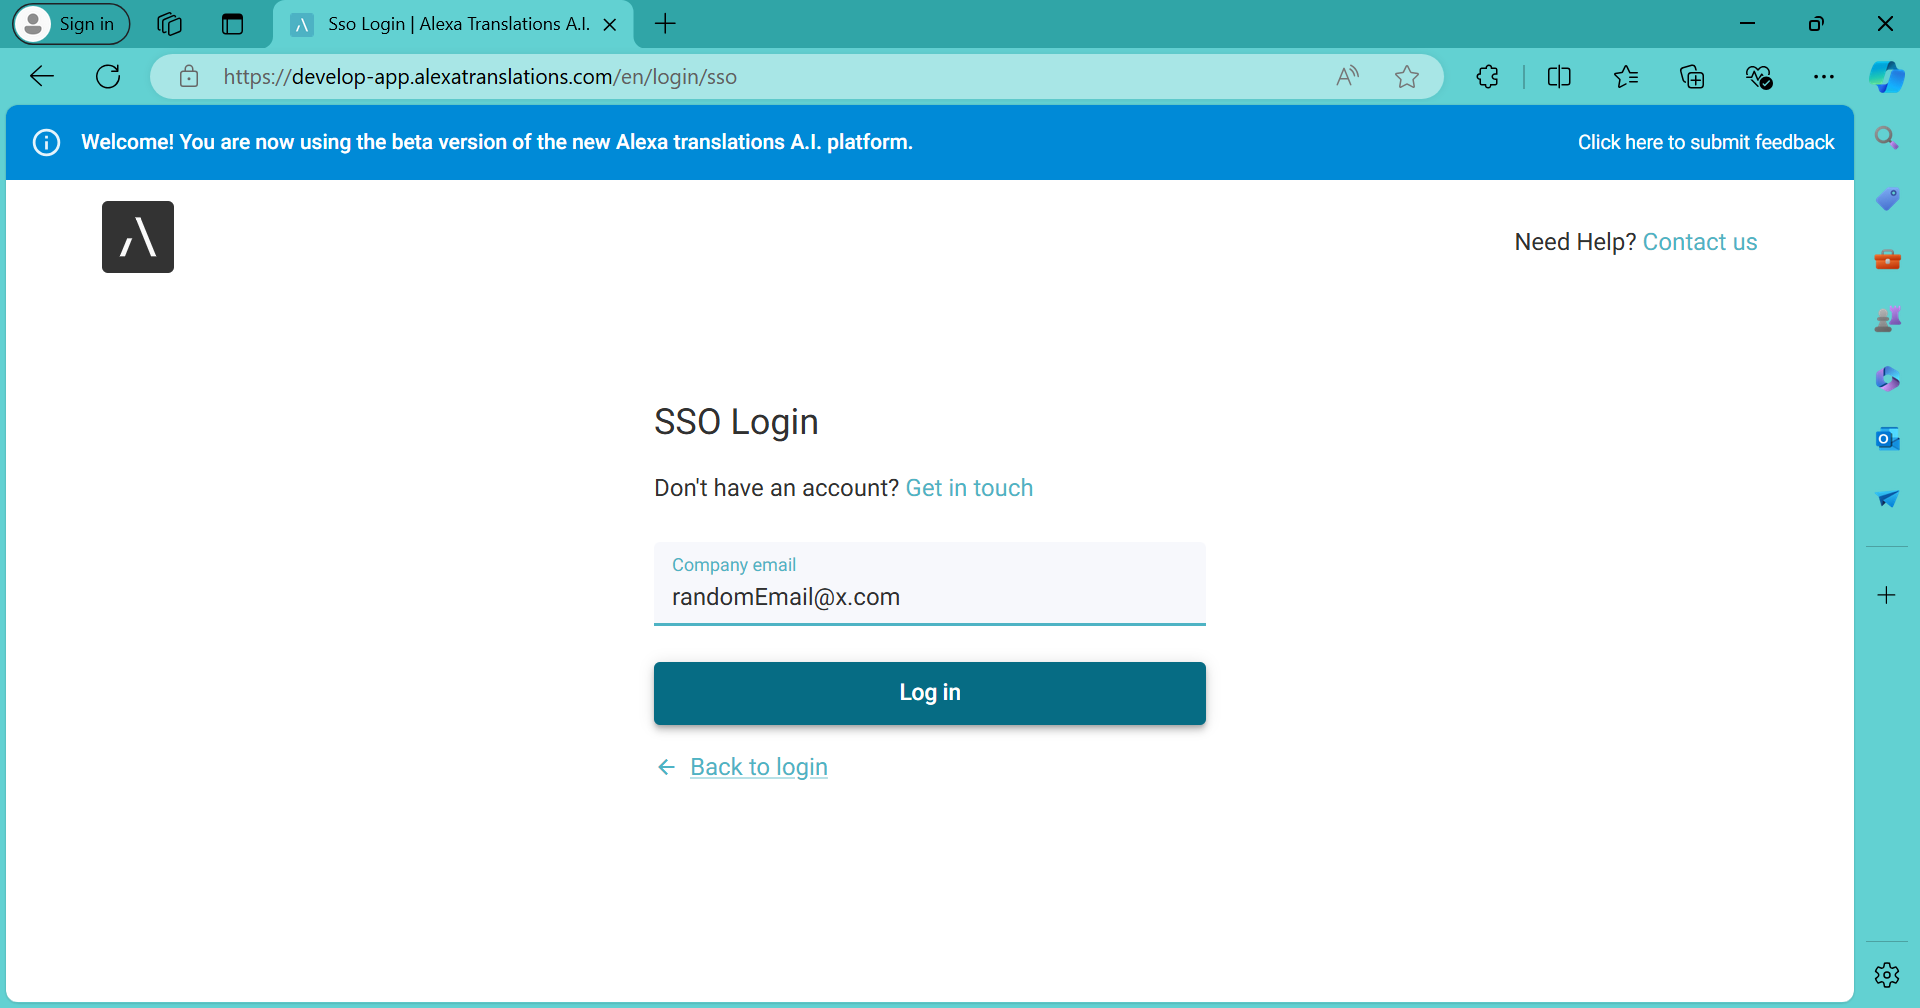 Sign in
Sso Login | Alexa Translations A.I.
https://develop-app.alexatranslations.com/en/login/sso
Welcome! You are now using the beta version of the new Alexa translations A.I. platform.
Click here to submit feedback
Need Help? Contact us
SSO Login
Don't have an account? Get in touch
Company email
randomEmail@x.com
Log in
Back to login